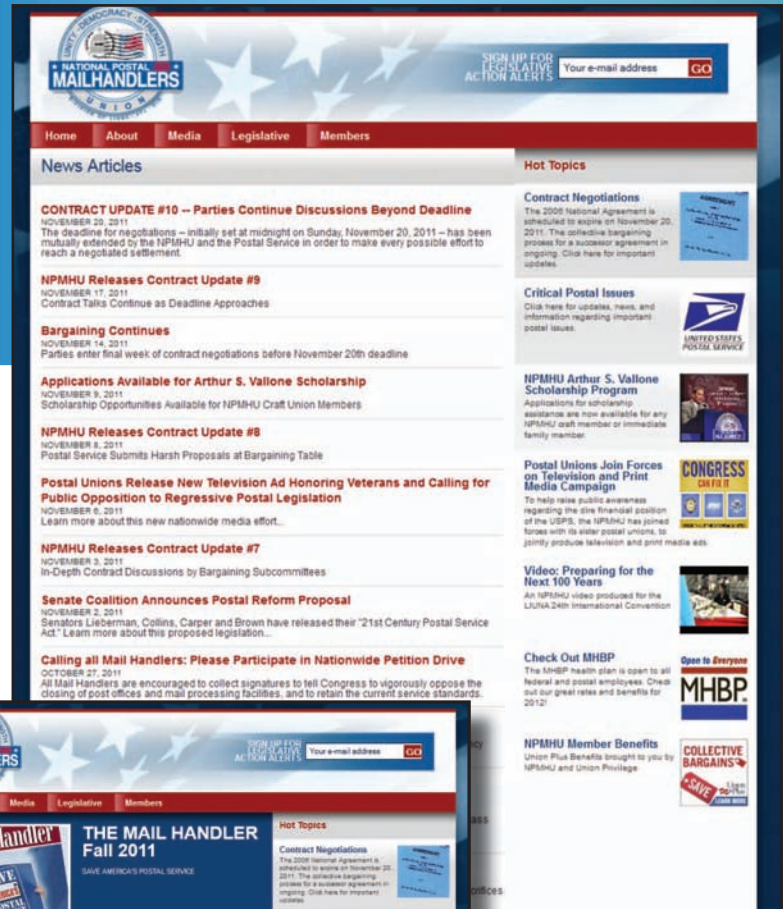 UNITY · DEMOCRACY · STRENGTH
NATIONAL POSTAL
MAILHANDLERS
UNION
SIGN UP FOR
LEGISLATIVE
ACTION ALERTS
Your e-mail address
GO
Home About Media Legislative Members
News Articles
CONTRACT UPDATE #10 -- Parties Continue Discussions Beyond Deadline
NOVEMBER 20, 2011
The deadline for negotiations – initially set at midnight on Sunday, November 20, 2011 – has been
mutually extended by the NPMHU and the Postal Service in order to make every possible effort to
reach a negotiated settlement.
NPMHU Releases Contract Update #9
NOVEMBER 17, 2011
Contract Talks Continue as Deadline Approaches
Bargaining Continues
NOVEMBER 14, 2011
Parties enter final week of contract negotiations before November 20th deadline
Applications Available for Arthur S. Vallone Scholarship
NOVEMBER 9, 2011
Scholarship Opportunities Available for NPMHU Craft Union Members
NPMHU Releases Contract Update #8
NOVEMBER 8, 2011
Postal Service Submits Harsh Proposals at Bargaining Table
Postal Unions Release New Television Ad Honoring Veterans and Calling for
Public Opposition to Regressive Postal Legislation
NOVEMBER 6, 2011
Learn more about this new nationwide media effort...
NPMHU Releases Contract Update #7
NOVEMBER 3, 2011
In-Depth Contract Discussions by Bargaining Subcommittees
Senate Coalition Announces Postal Reform Proposal
NOVEMBER 2, 2011
Senators Lieberman, Collins, Carper and Brown have released their "21st Century Postal Service
Act." Learn more about this proposed legislation...
Calling all Mail Handlers: Please Participate in Nationwide Petition Drive
OCTOBER 27, 2011
All Mail Handlers are encouraged to collect signatures to tell Congress to vigorously oppose the
closing of post offices and mail processing facilities, and to retain the current service standards.
Hot Topics
Contract Negotiations
The 2006 National Agreement is
scheduled to expire on November 20,
2011. The collective bargaining
process for a successor agreement in
ongoing. Click here for important
updates.
AGREEMENT
Critical Postal Issues
Click here for updates, news, and
information regarding important
postal issues.
UNITED STATES
POSTAL SERVICE
NPMHU Arthur S. Vallone
Scholarship Program
Applications for scholarship
assistance are now available for any
NPMHU craft member or immediate
family member.
Postal Unions Join Forces
on Television and Print
Media Campaign
To help raise public awareness
regarding the dire financial position
of the USPS, the NPMHU has joined
forces with its sister postal unions, to
jointly produce television and print media ads.
CONGRESS
CAN FIX IT
Video: Preparing for the
Next 100 Years
An NPMHU video produced for the
LIUNA 24th International Convention
Check Out MHBP
The MHBP health plan is open to all
federal and postal employees. Check
out our great rates and benefits for
2012!
Open to Everyone
MHBP
NPMHU Member Benefits
Union Plus Benefits brought to you by
NPMHU and Union Privilege
COLLECTIVE
BARGAINS
SAVE
Union
Plus
LEARN MORE
ERS
SIGN UP FOR
LEGISLATIVE
ACTION ALERTS
Your e-mail address
GO
Media Legislative Members
Handler
THE MAIL HANDLER
Fall 2011
SAVE AMERICA'S POSTAL SERVICE
Hot Topics
Contract Negotiations
The 2006 National Agreement is
scheduled to expire on November 20,
2011. The collective bargaining
process for a successor agreement in
ongoing. Click here for important
updates.